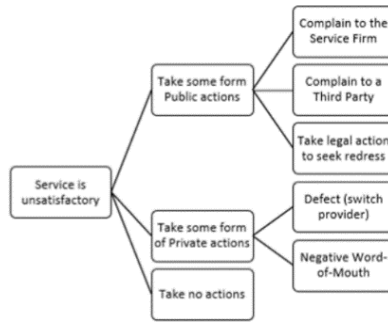 Service is
unsatisfactory
Take some form
Public actions
Complain to the
Service Firm
Complain to a
Third Party
Take legal action
to seek redress
Take some form
of Private actions
Defect (switch
provider)
Negative Word-
of-Mouth
Take no actions